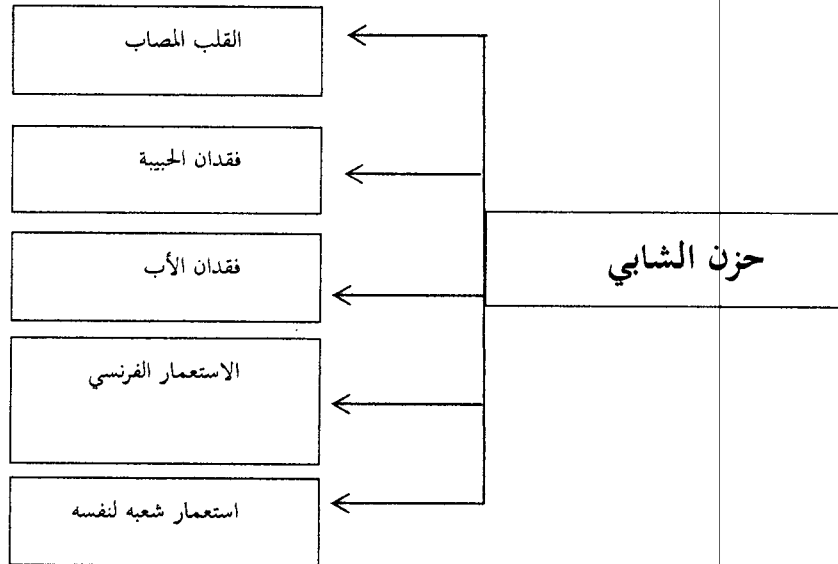 حزن الشابي
القلب المصاب
فقدان الحبيبة
فقدان الأب
الاستعمار الفرنسي
استعمار شعبه لنفسه